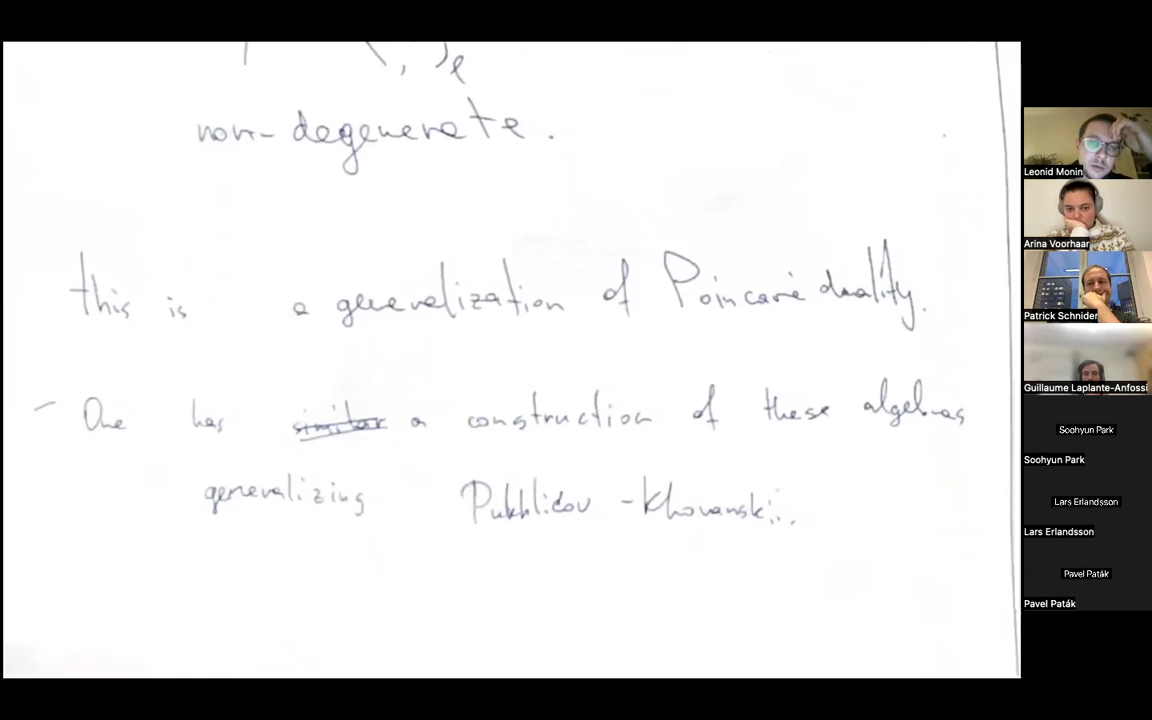 , )ℓ
non-degenerate.
this is a generalization of Poincaré duality.
- One has similar a construction of these algebras
generalizing Pukhlidov - Khovanskii.
Leonid Monin
Arina Voorhaar
Patrick Schnider
Guillaume Laplante-Anfossi
Soohyun Park
Soohyun Park
Lars Erlandsson
Lars Erlandsson
Pavel Paták
Pavel Paták